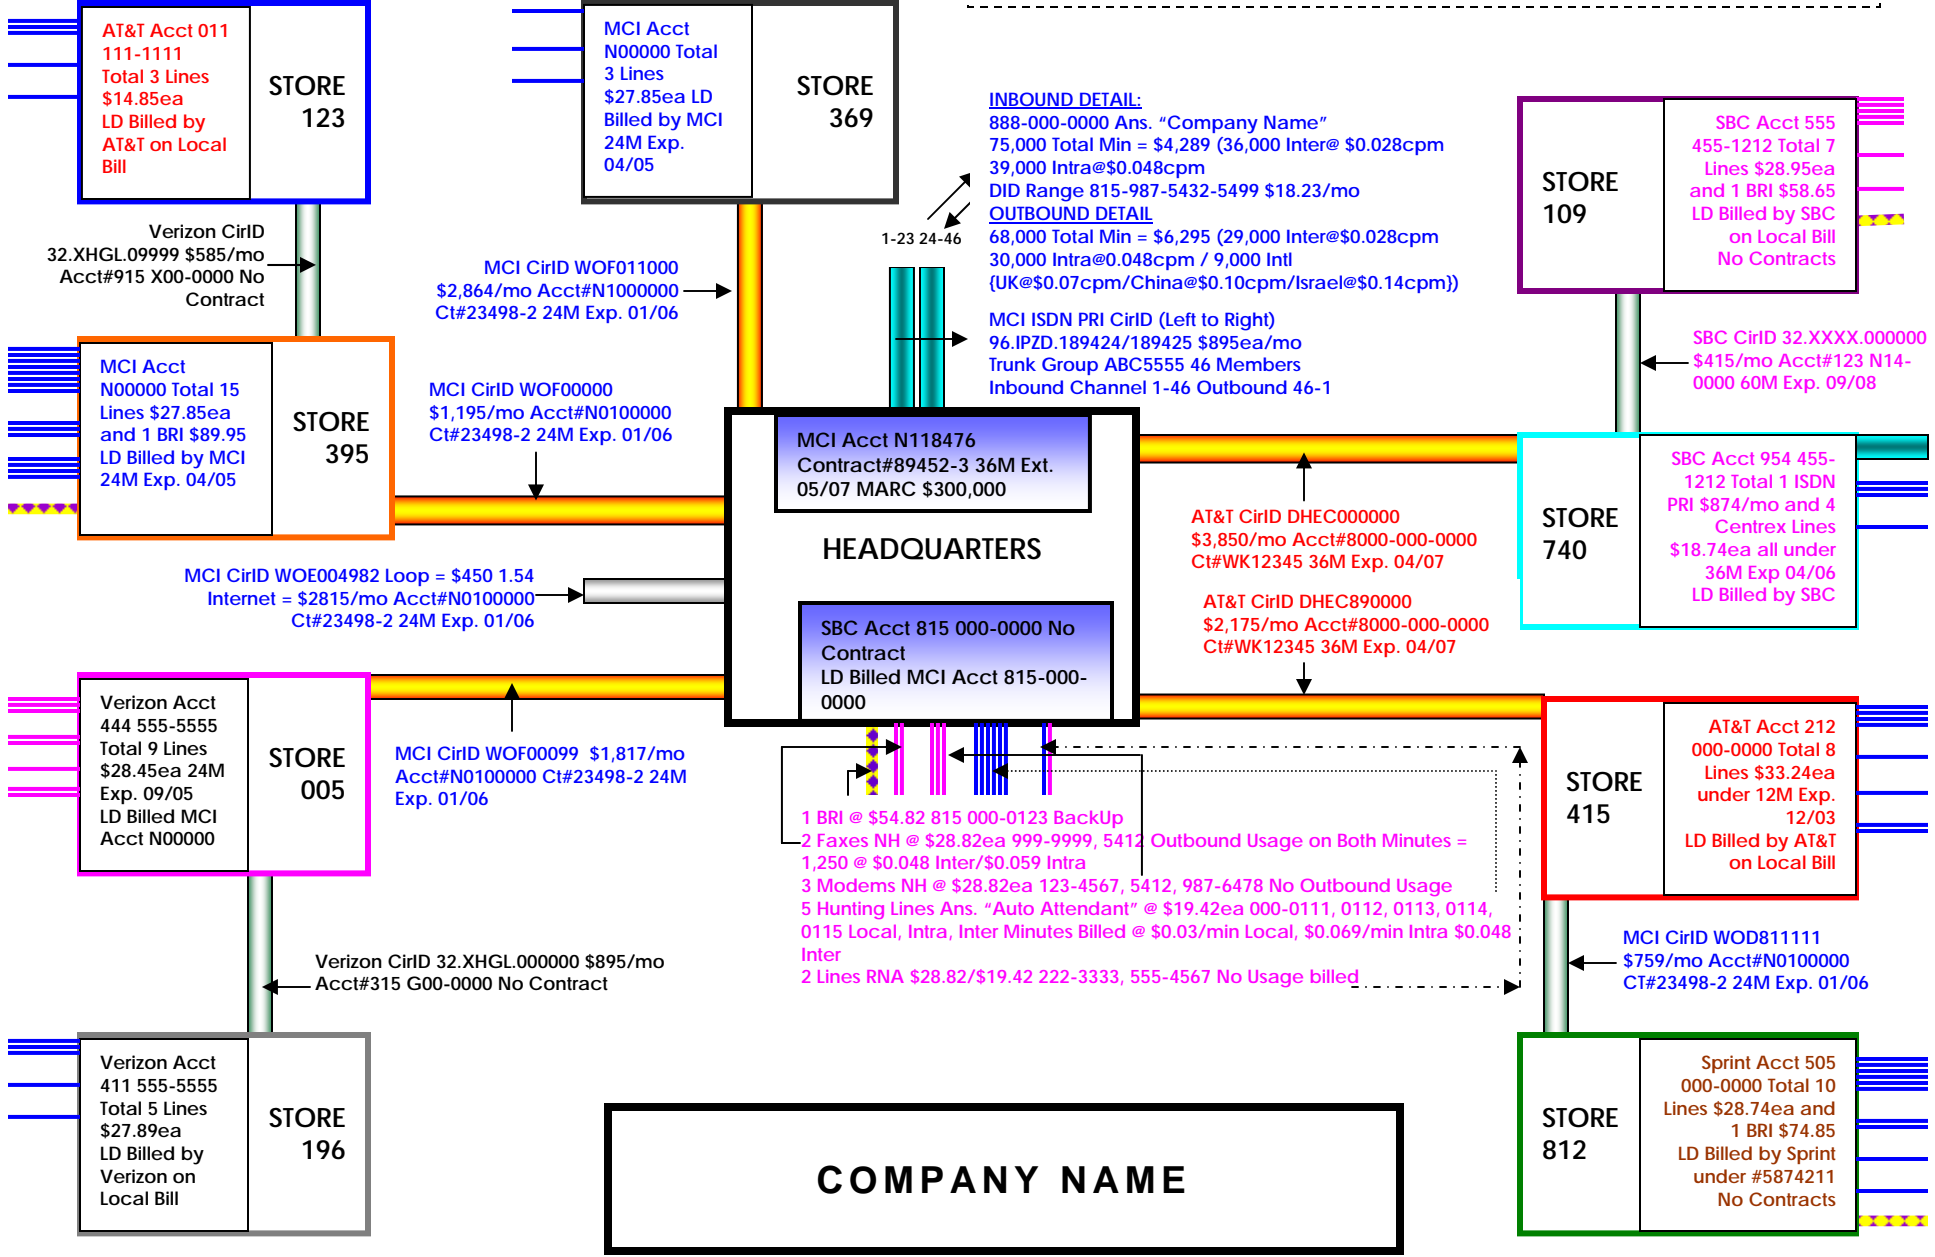 AT&T Acct 011
111-1111
Total 3 Lines
$14.85ea
LD Billed by
AT&T on Local
Bill
STORE
123
MCI Acct
N00000 Total
3 Lines
$27.85ea LD
Billed by MCI
24M Exp.
04/05
STORE
369
INBOUND DETAIL:
888-000-0000 Ans. “Company Name”
75,000 Total Min = $4,289 (36,000 Inter@ $0.028cpm
39,000 Intra@$0.048cpm
DID Range 815-987-5432-5499 $18.23/mo
OUTBOUND DETAIL
68,000 Total Min = $6,295 (29,000 Inter@$0.028cpm
30,000 Intra@0.048cpm / 9,000 Intl
{UK@$0.07cpm/China@$0.10cpm/Israel@$0.14cpm})
1-23 24-46
MCI ISDN PRI CirID (Left to Right)
96.IPZD.189424/189425 $895ea/mo
Trunk Group ABC5555 46 Members
Inbound Channel 1-46 Outbound 46-1
STORE
109
SBC Acct 555
455-1212 Total 7
Lines $28.95ea
and 1 BRI $58.65
LD Billed by SBC
on Local Bill
No Contracts
Verizon CirID
32.XHGL.09999 $585/mo
Acct#915 X00-0000 No
Contract
MCI CirID WOF011000
$2,864/mo Acct#N1000000
Ct#23498-2 24M Exp. 01/06
SBC CirID 32.XXXX.000000
$415/mo Acct#123 N14-
0000 60M Exp. 09/08
MCI Acct
N00000 Total 15
Lines $27.85ea
and 1 BRI $89.95
LD Billed by MCI
24M Exp. 04/05
STORE
395
MCI CirID WOF00000
$1,195/mo Acct#N0100000
Ct#23498-2 24M Exp. 01/06
MCI Acct N118476
Contract#89452-3 36M Ext.
05/07 MARC $300,000
HEADQUARTERS
SBC Acct 815 000-0000 No
Contract
LD Billed MCI Acct 815-000-
0000
AT&T CirID DHEC000000
$3,850/mo Acct#8000-000-0000
Ct#WK12345 36M Exp. 04/07
AT&T CirID DHEC890000
$2,175/mo Acct#8000-000-0000
Ct#WK12345 36M Exp. 04/07
STORE
740
SBC Acct 954 455-
1212 Total 1 ISDN
PRI $874/mo and 4
Centrex Lines
$18.74ea all under
36M Exp 04/06
LD Billed by SBC
MCI CirID WOE004982 Loop = $450 1.54
Internet = $2815/mo Acct#N0100000
Ct#23498-2 24M Exp. 01/06
Verizon Acct
444 555-5555
Total 9 Lines
$28.45ea 24M
Exp. 09/05
LD Billed MCI
Acct N00000
STORE
005
MCI CirID WOF00099  $1,817/mo
Acct#N0100000 Ct#23498-2 24M
Exp. 01/06
1 BRI @ $54.82 815 000-0123 BackUp
2 Faxes NH @ $28.82ea 999-9999, 5412 Outbound Usage on Both Minutes =
1,250 @ $0.048 Inter/$0.059 Intra
3 Modems NH @ $28.82ea 123-4567, 5412, 987-6478 No Outbound Usage
5 Hunting Lines Ans. “Auto Attendant” @ $19.42ea 000-0111, 0112, 0113, 0114,
0115 Local, Intra, Inter Minutes Billed @ $0.03/min Local, $0.069/min Intra $0.048
Inter
2 Lines RNA $28.82/$19.42 222-3333, 555-4567 No Usage billed
STORE
415
AT&T Acct 212
000-0000 Total 8
Lines $33.24ea
under 12M Exp.
12/03
LD Billed by AT&T
on Local Bill
Verizon CirID 32.XHGL.000000 $895/mo
Acct#315 G00-0000 No Contract
MCI CirID WOD811111
$759/mo Acct#N0100000
CT#23498-2 24M Exp. 01/06
Verizon Acct
411 555-5555
Total 5 Lines
$27.89ea
LD Billed by
Verizon on
Local Bill
STORE
196
COMPANY NAME
STORE
812
Sprint Acct 505
000-0000 Total 10
Lines $28.74ea and
1 BRI $74.85
LD Billed by Sprint
under #5874211
No Contracts